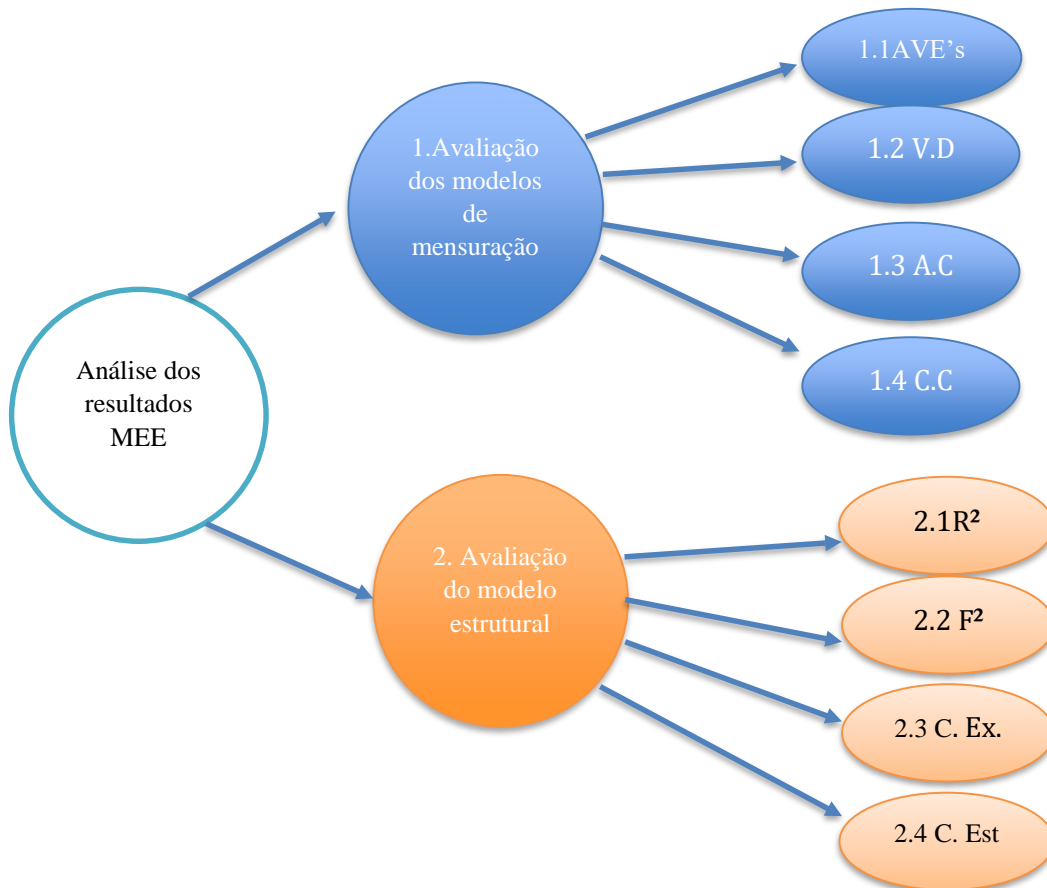 Análise dos
resultados
MEE
1.Avaliação
dos modelos
de
mensuração
1.1AVE’s
1.2 V.D
1.3 A.C
1.4 C.C
2. Avaliação
do modelo
estrutural
2.1R²
2.2 F²
2.3 C. Ex.
2.4 C. Est